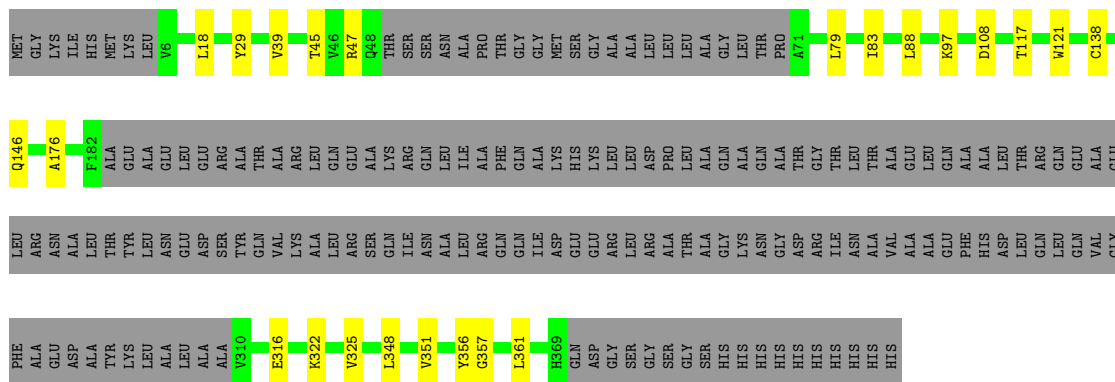 MET GLY LYS ILE HIS MET LYS LEU V6 L18 Y29 V39 T45 V46 R47 Q48 THR SER SER ASN ALA PRO THR GLY GLY MET SER GLY ALA ALA LEU LEU LEU ALA GLY LEU THR PRO A71 L79 I83 L88 K97 D108 T117 W121 C138
Q146 A176 F182 ALA GLU ALA GLU LEU GLU ARG ALA THR ALA ARG LEU GLN GLU ALA LYS ARG GLN LEU ILE ALA PHE GLN ALA LYS HIS LYS LEU LEU ASP PRO LEU ALA GLN ALA GLN ALA THR GLY THR LEU THR ALA GLU LEU GLN ALA ALA LEU THR ARG GLN GLU ALA GLU
LEU ARG ASN ALA LEU THR TYR LEU ASN GLU ASP SER TYR GLN VAL LYS ALA LEU ARG SER GLN ILE ASN ALA LEU ARG GLN GLN ILE ASP GLU GLU ARG LEU ARG ALA THR ALA GLY LYS ASN GLY ASP ARG ILE ASN ALA VAL ALA ALA GLU PHE HIS ASP LEU GLN LEU GLN VAL GLY
PHE ALA GLU ASP ALA TYR LYS LEU ALA LEU ALA ALA V310 E316 K322 V325 L348 V351 Y356 G357 L361 H369 GLN ASP GLY SER GLY SER GLY SER HIS HIS HIS HIS HIS HIS HIS HIS HIS HIS